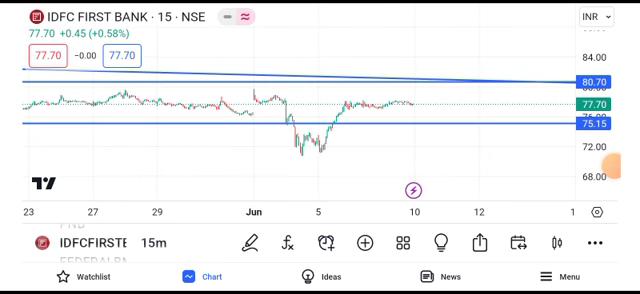 IDFC FIRST BANK · 15 · NSE
INR
77.70 +0.45 (+0.58%)
77.70 −0.00 77.70
84.00
80.70
77.70
75.15
72.00
68.00
23 27 29 Jun 5 10 12 1
IDFCFIRSTE 15m
FEDERALBN
Watchlist Chart Ideas News Menu